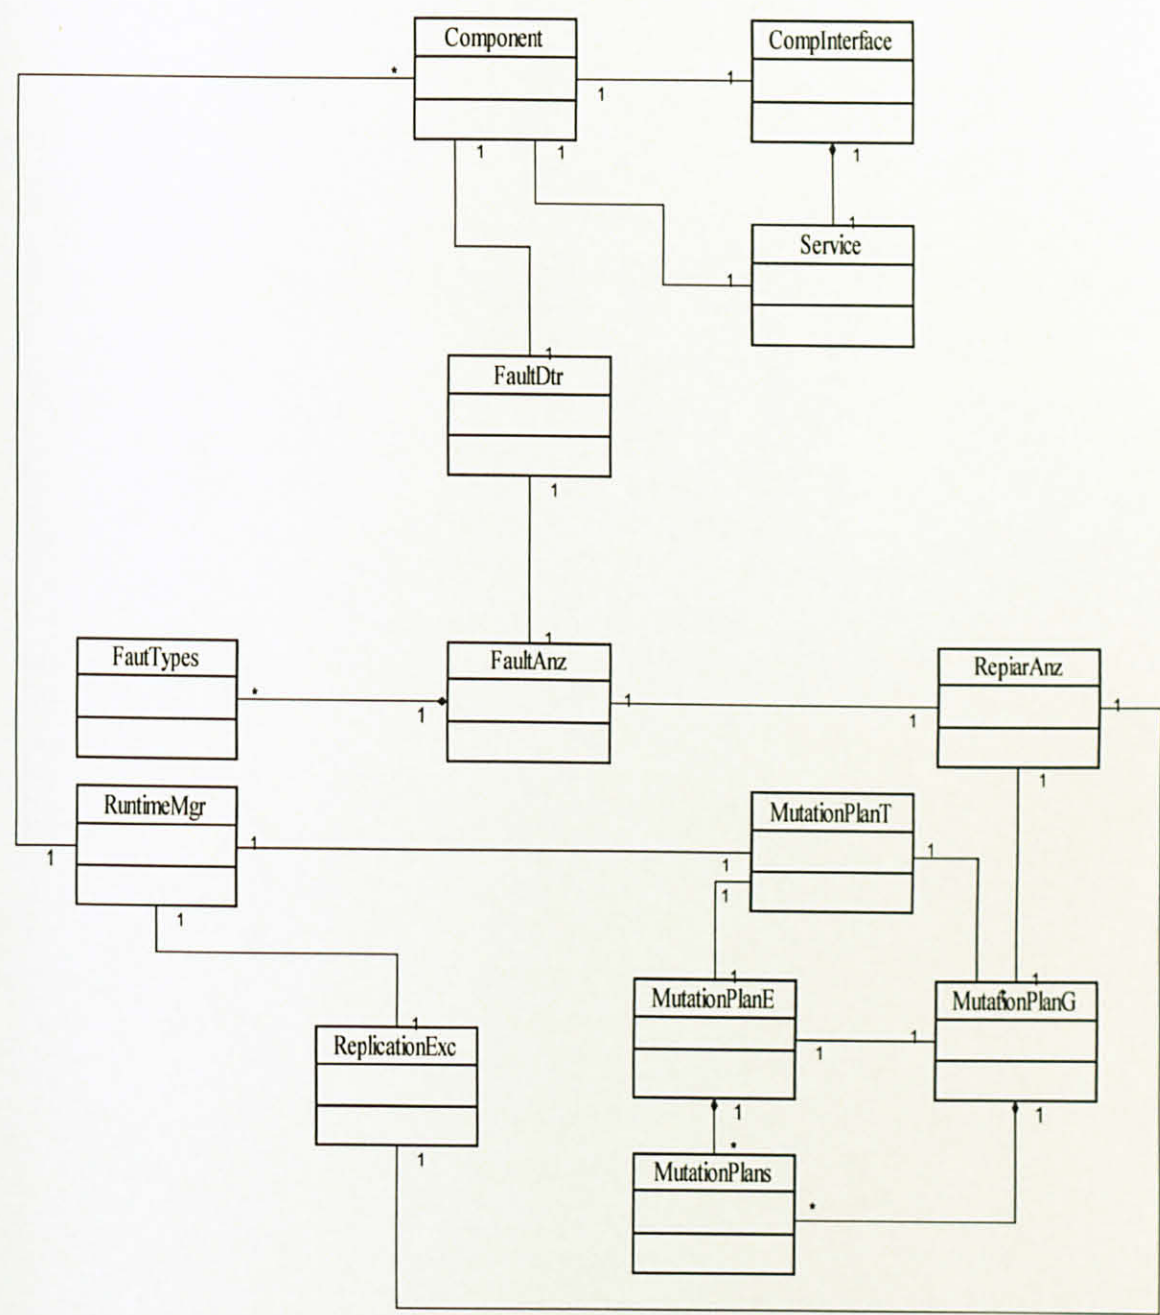 Component
CompInterface
*
1
1
1
1
1
1
Service
1
1
FaultDtr
1
1
FautTypes
FaultAnz
RepiarAnz
*
1
1
1
1
1
RuntimeMgr
MutationPlanT
1
1
1
1
1
1
1
1
1
MutationPlanE
MutationPlanG
1
1
1
ReplicationExc
1
1
1
*
MutationPlans
*